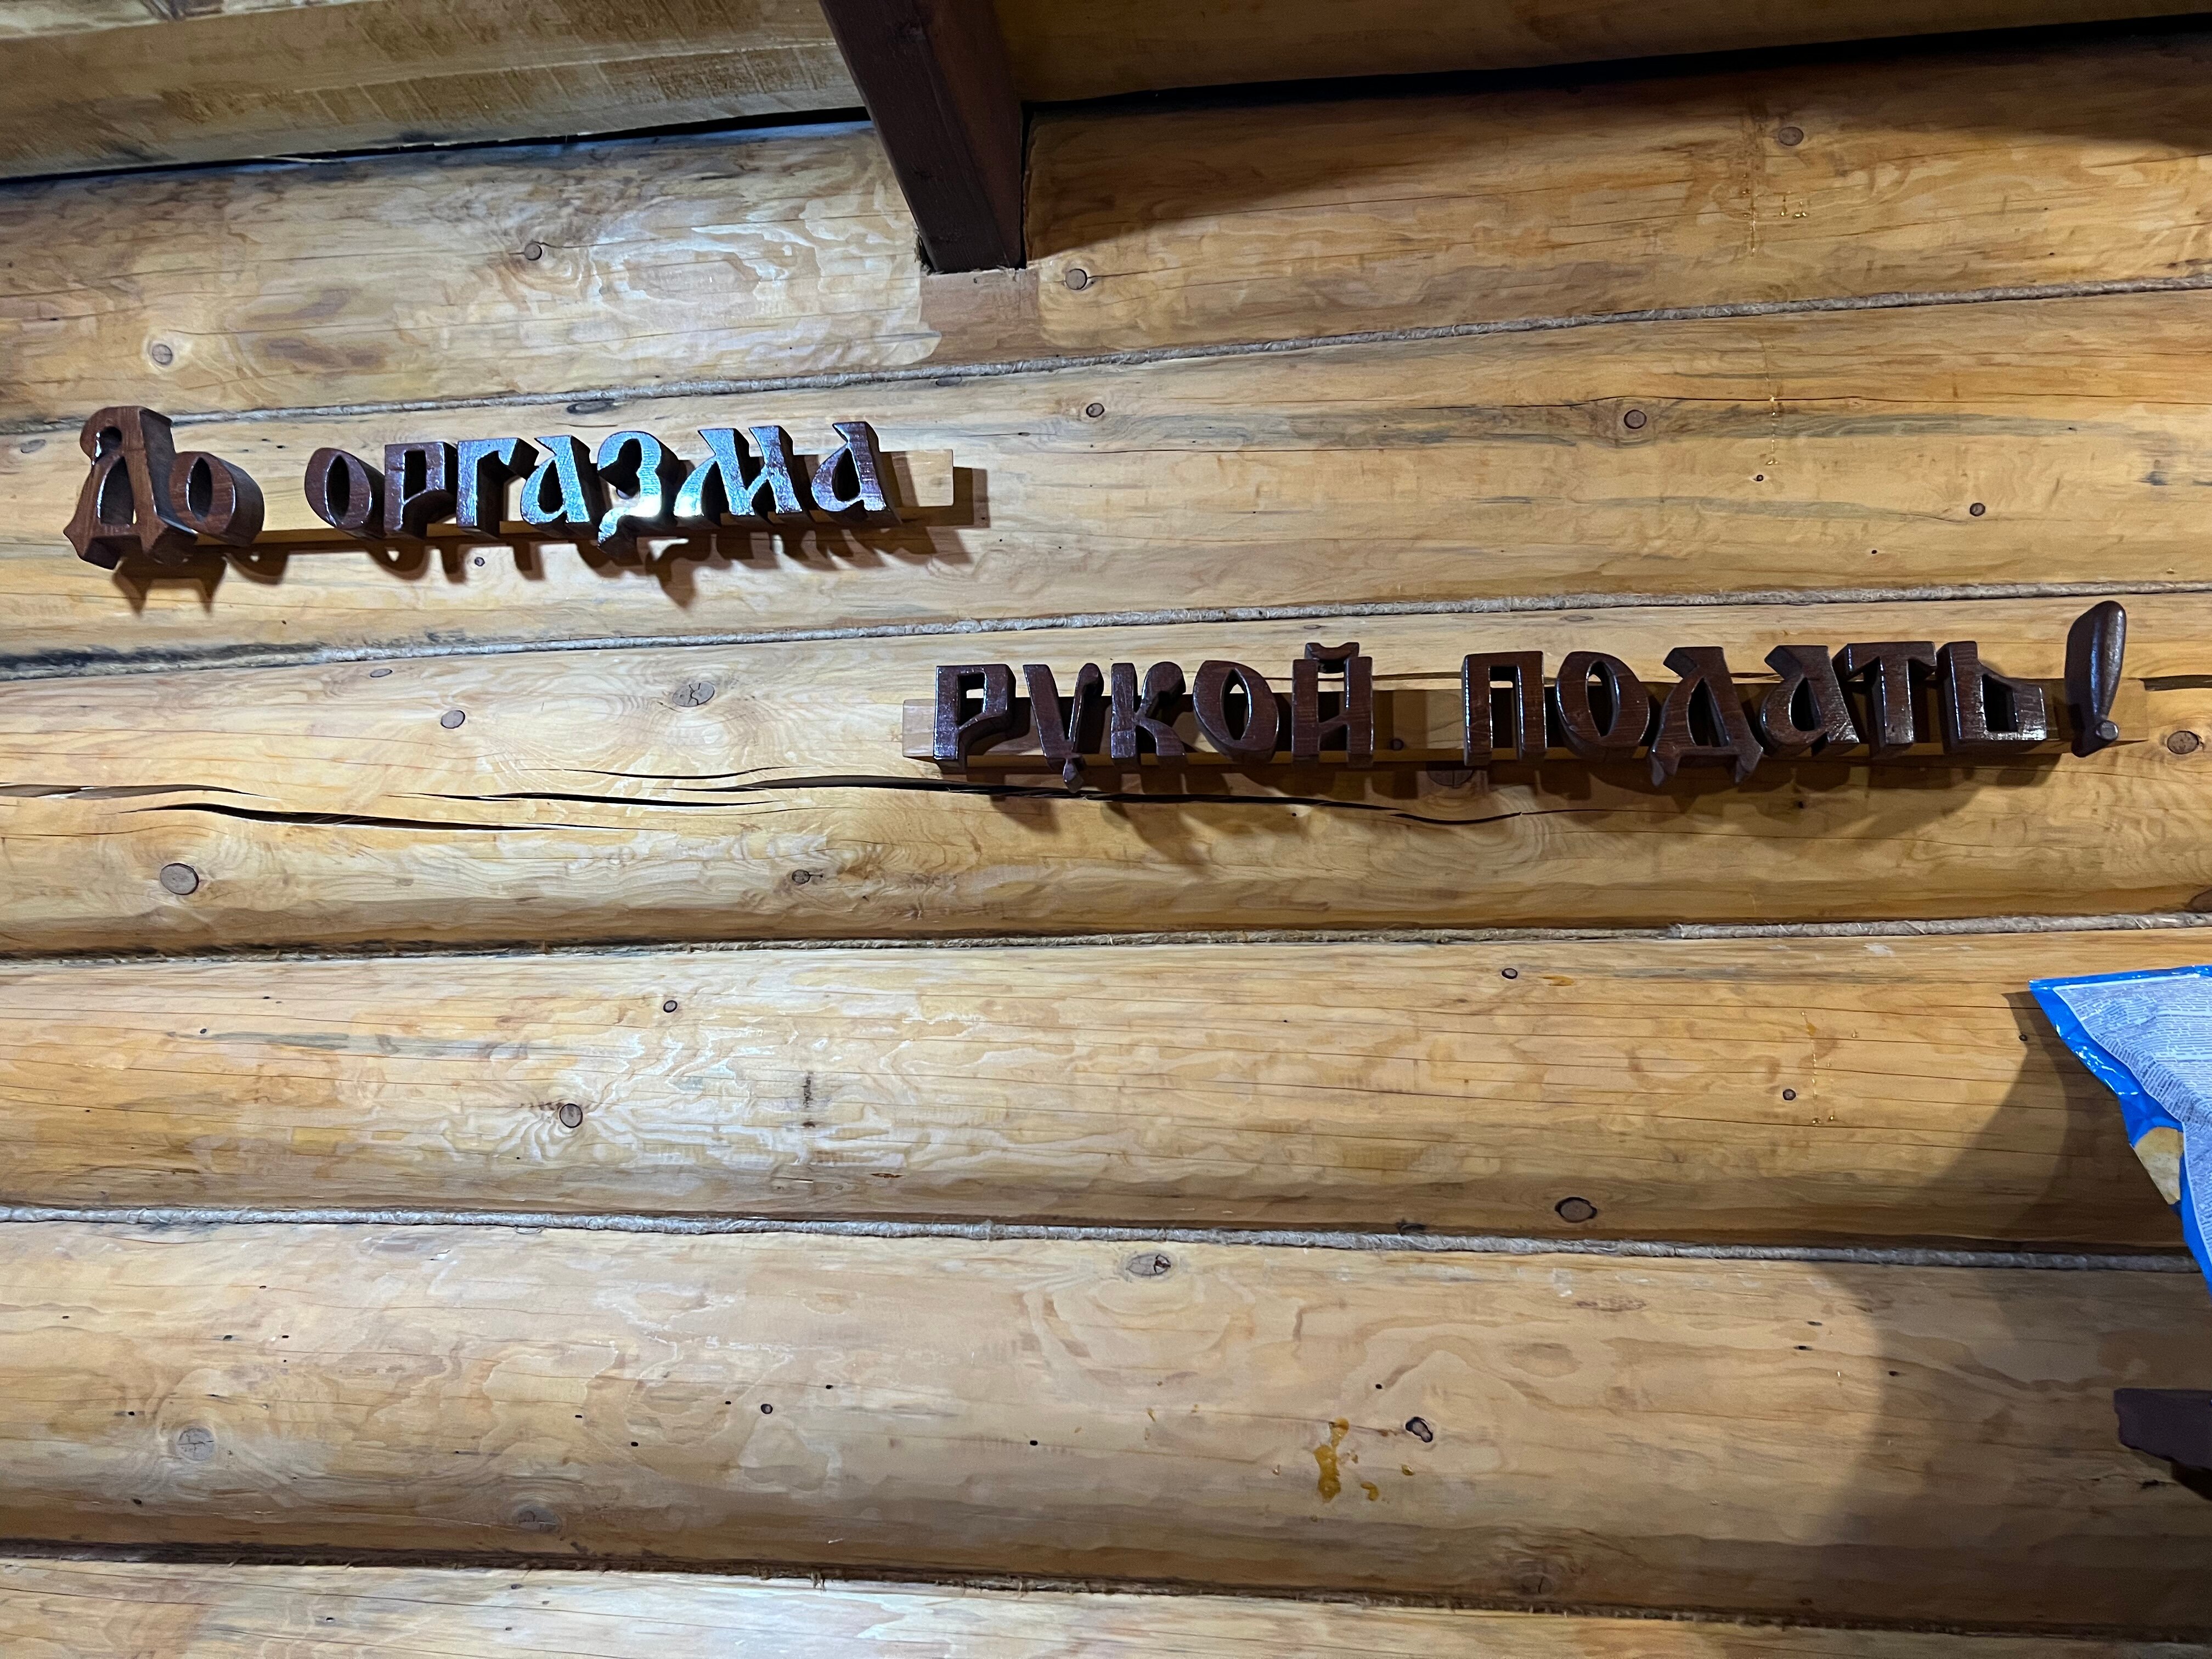 До оргазма
рукой подать!